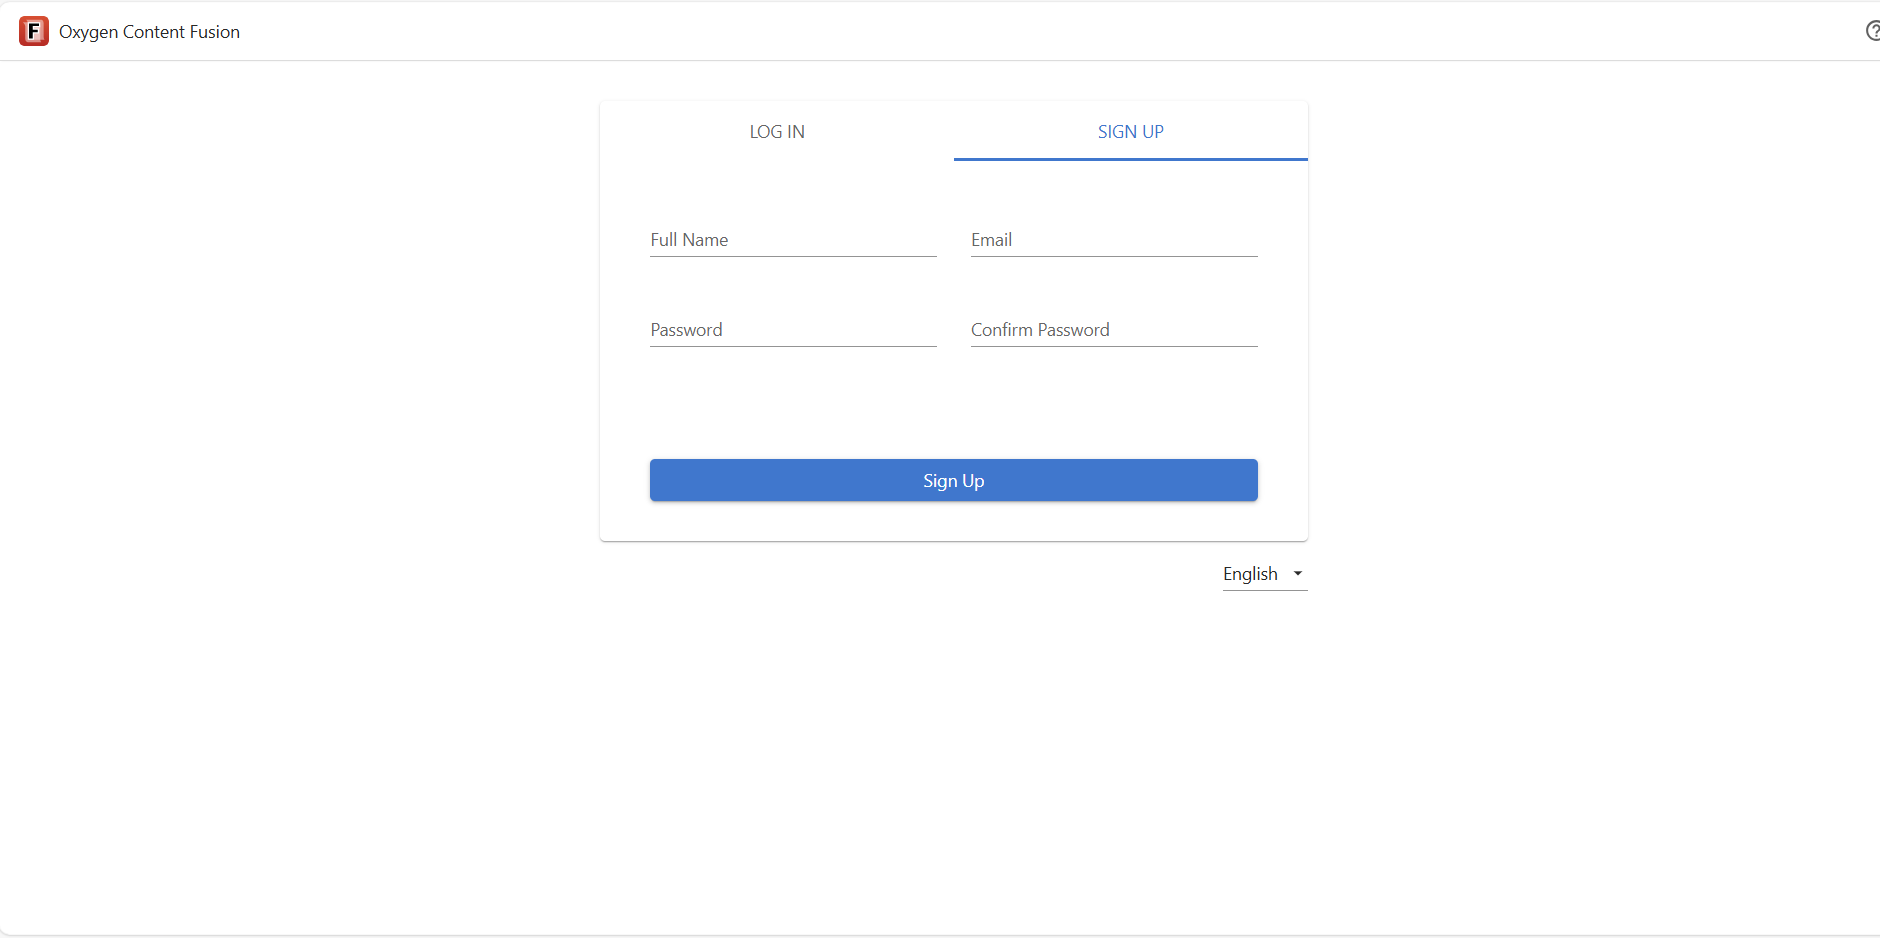 F
Oxygen Content Fusion
LOG IN
SIGN UP
Full Name
Email
Password
Confirm Password
Sign Up
English